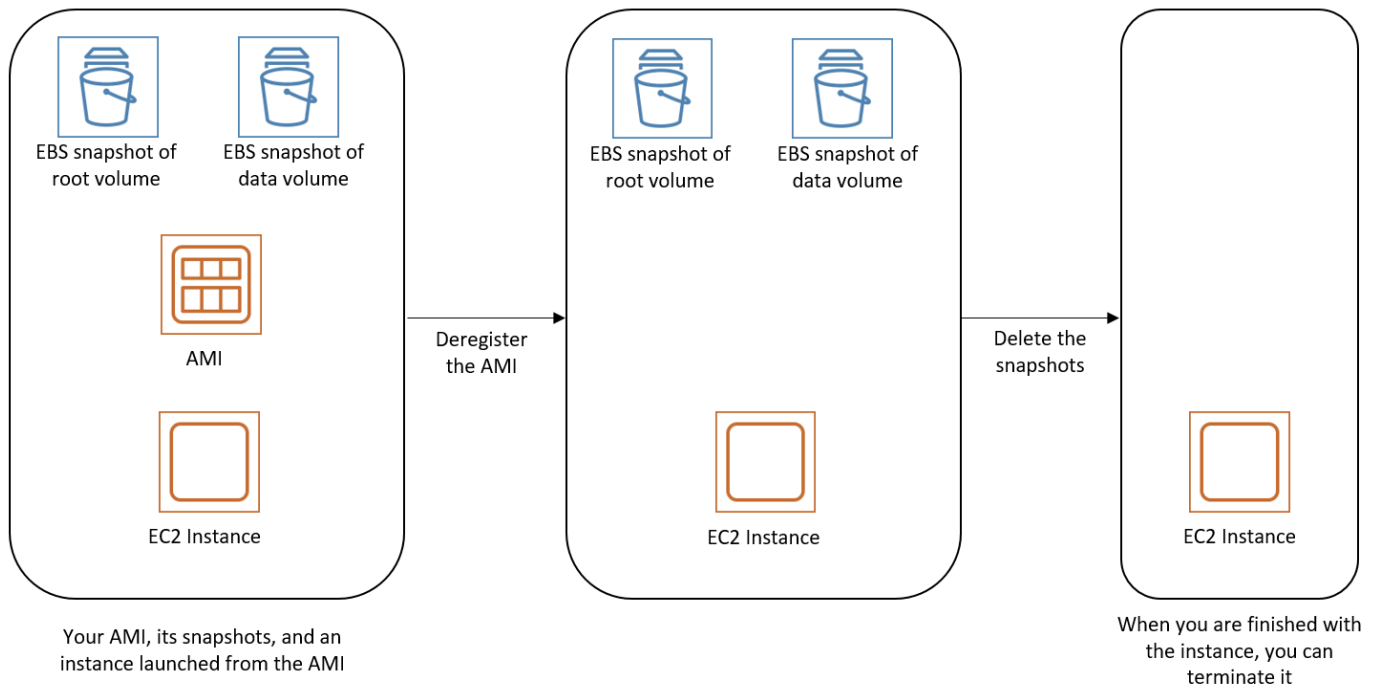 EBS snapshot of
root volume
EBS snapshot of
data volume
AMI
EC2 Instance
Your AMI, its snapshots, and an
instance launched from the AMI
Deregister
the AMI
EBS snapshot of
root volume
EBS snapshot of
data volume
EC2 Instance
Delete the
snapshots
EC2 Instance
When you are finished with
the instance, you can
terminate it